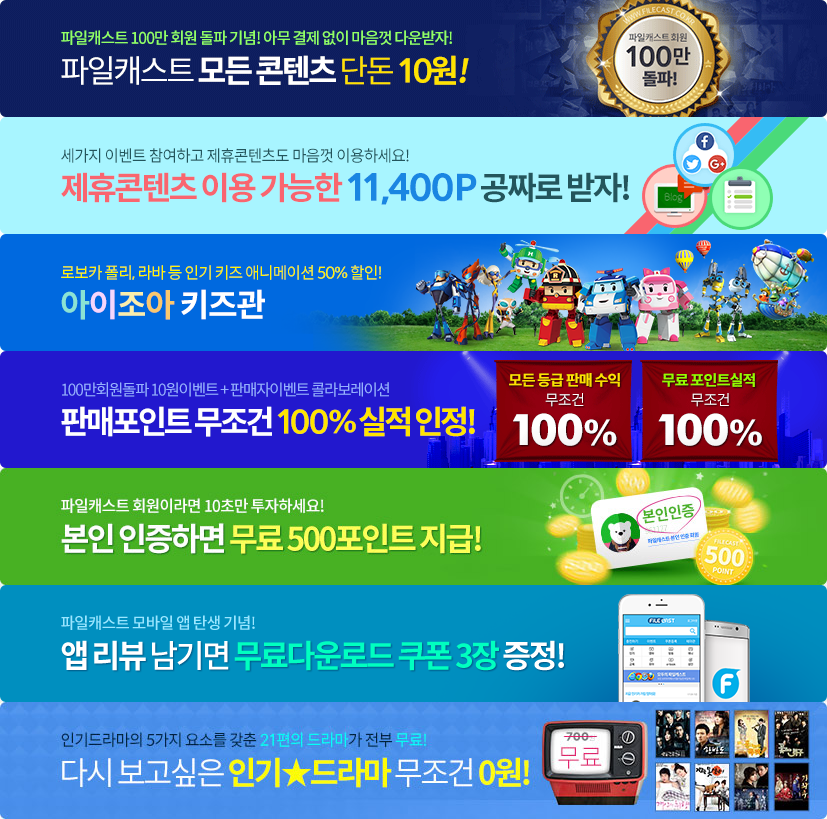 파일캐스트 100만 회원 돌파 기념! 아무 결제 없이 마음껏 다운받자!
파일캐스트 모든 콘텐츠 단돈 10원!
WWW.FILECAST.CO.KR
파일캐스트 회원
100만
돌파!
세가지 이벤트 참여하고 제휴콘텐츠도 마음껏 이용하세요!
제휴콘텐츠 이용 가능한 11,400P 공짜로 받자!
Blog
로보카 폴리, 라바 등 인기 키즈 애니메이션 50% 할인!
아이조아 키즈관
100만회원돌파 10원이벤트 + 판매자이벤트 콜라보레이션
판매포인트 무조건 100% 실적 인정!
모든 등급 판매 수익
무조건
100%
무료 포인트실적
무조건
100%
파일캐스트 회원이라면 10초만 투자하세요!
본인 인증하면 무료 500포인트 지급!
본인인증
파일캐스트 본인 인증 회원
FILECAST
500
POINT
파일캐스트 모바일 앱 탄생 기념!
앱 리뷰 남기면 무료다운로드 쿠폰 3장 증정!
FILECAST
인기드라마의 5가지 요소를 갖춘 21편의 드라마가 전부 무료!
다시 보고싶은 인기★드라마 무조건 0원!
700
무료